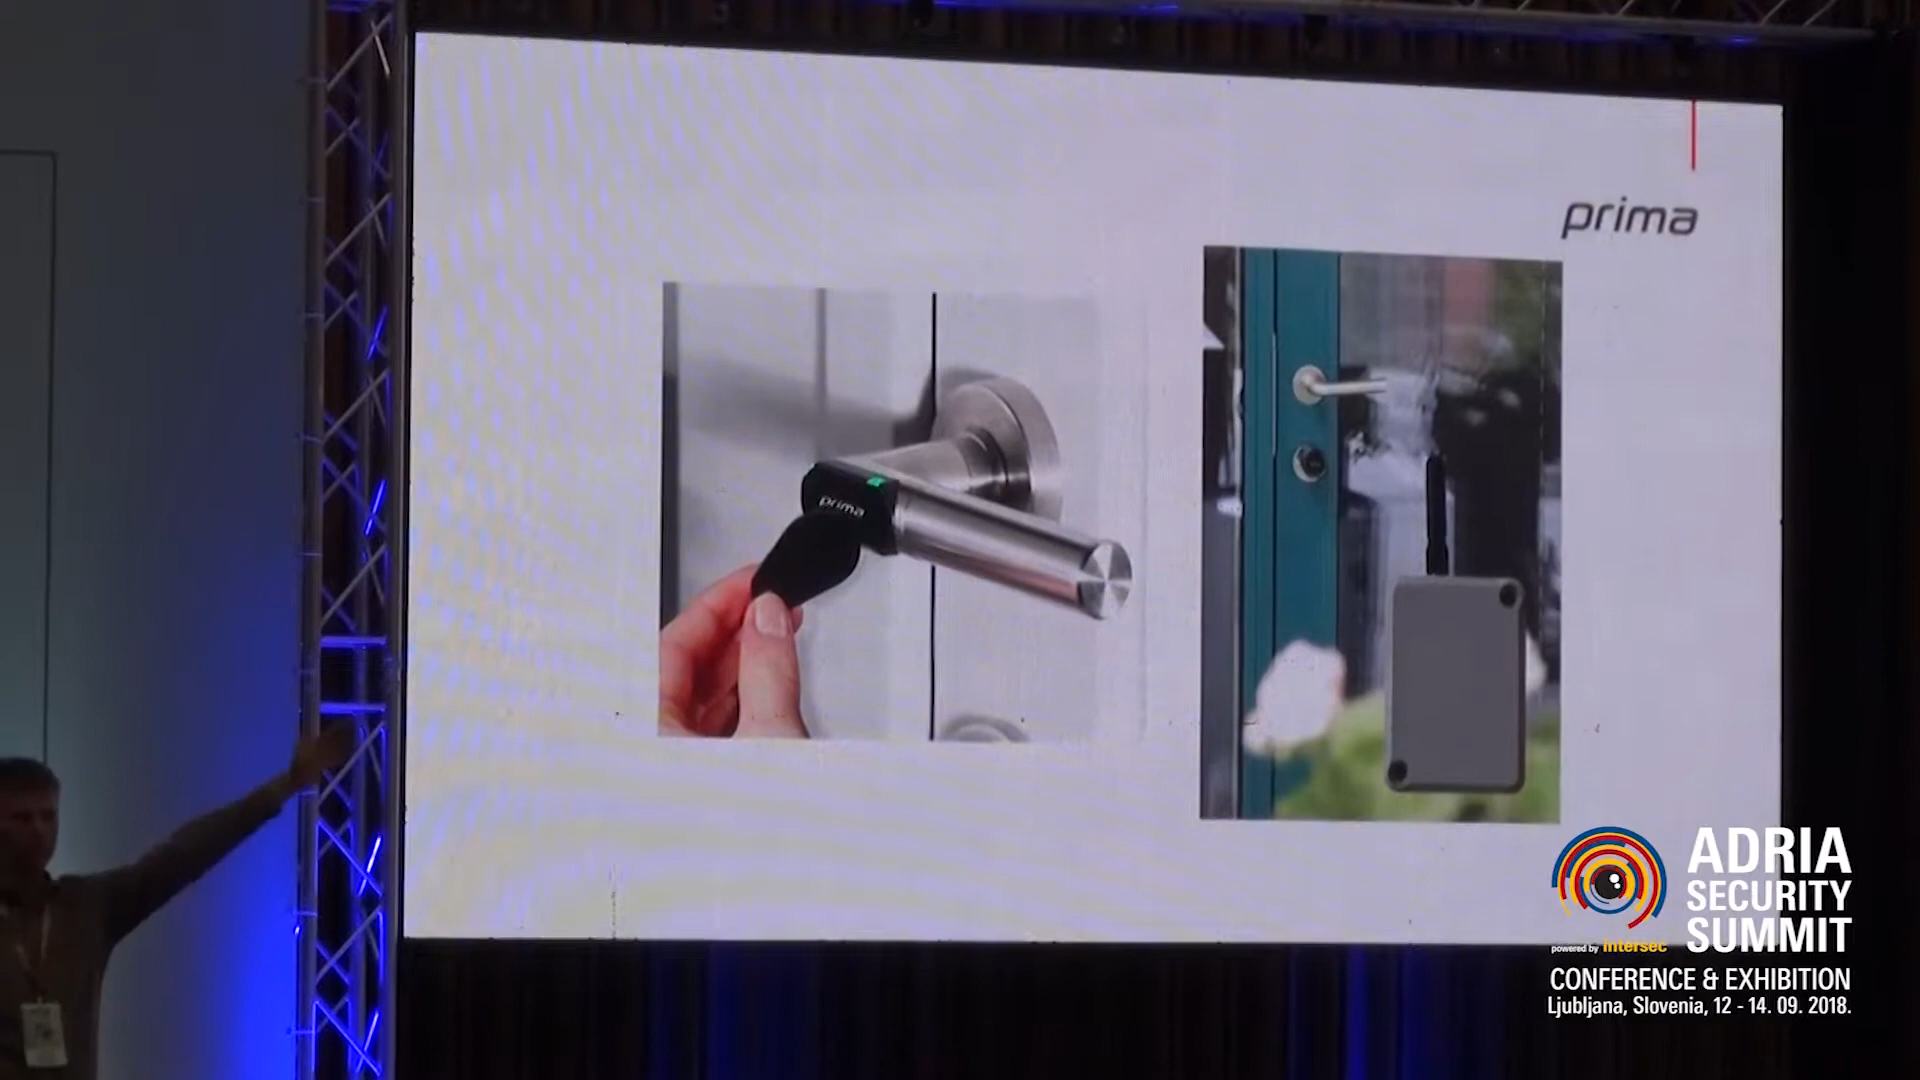 prima
prima
ADRIA
SECURITY
SUMMIT
powered by intersec
CONFERENCE & EXHIBITION
Ljubljana, Slovenia, 12 - 14. 09. 2018.